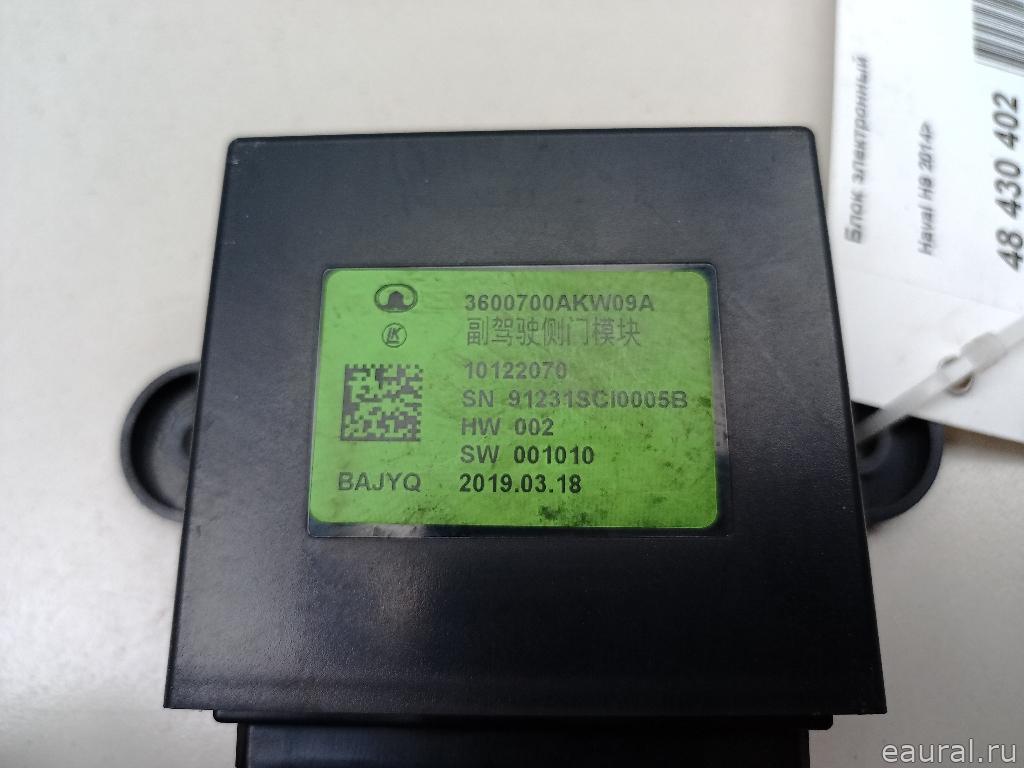 3600700AKW09A
副驾驶侧门模块
10122070
SN 91231SCI0005B
HW 002
SW 001010
BAJYQ 2019.03.18
LK
Блок электронный
Haval H9 2014>
48 430 402
eaural.ru